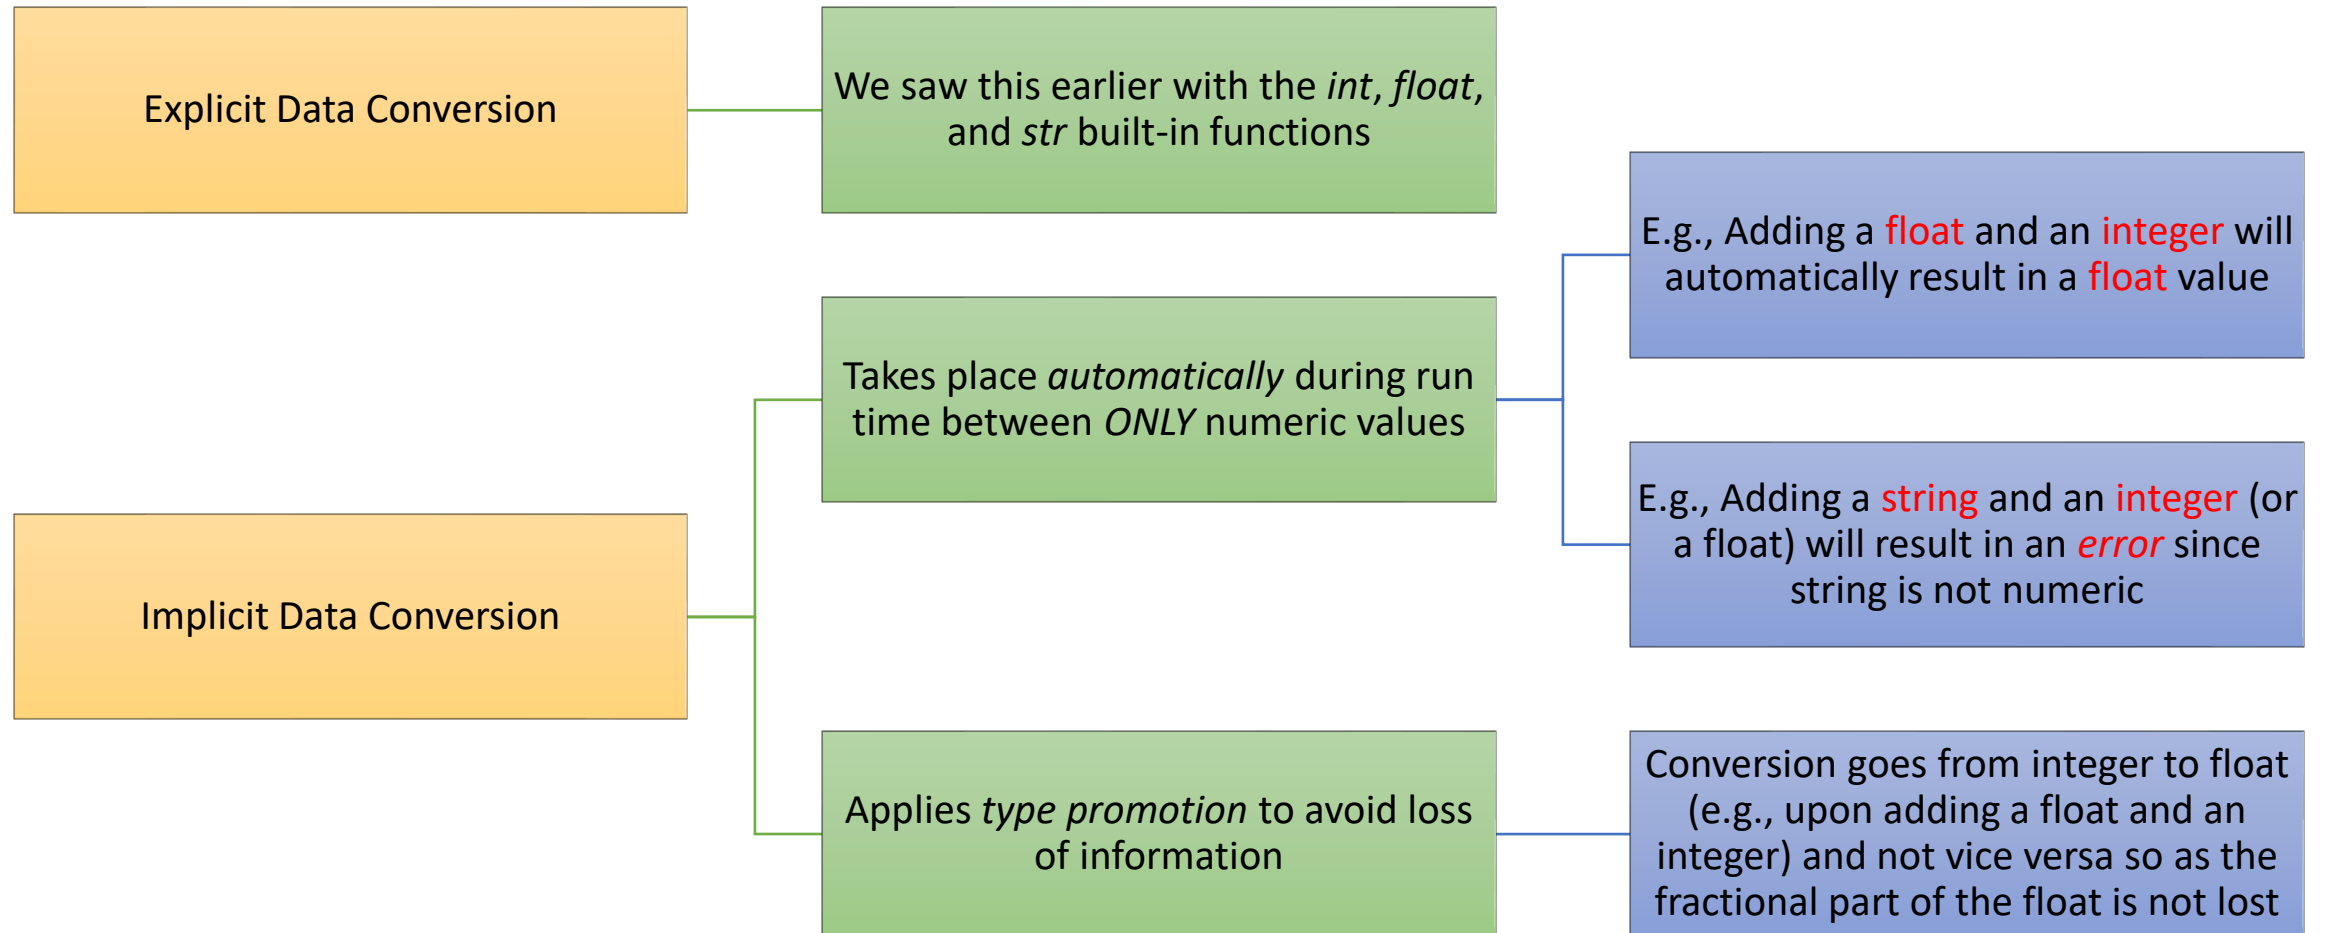 Explicit Data Conversion
We saw this earlier with the int, float,
and str built-in functions
Implicit Data Conversion
Takes place automatically during run
time between ONLY numeric values
E.g., Adding a float and an integer will
automatically result in a float value
E.g., Adding a string and an integer (or
a float) will result in an error since
string is not numeric
Applies type promotion to avoid loss
of information
Conversion goes from integer to float
(e.g., upon adding a float and an
integer) and not vice versa so as the
fractional part of the float is not lost